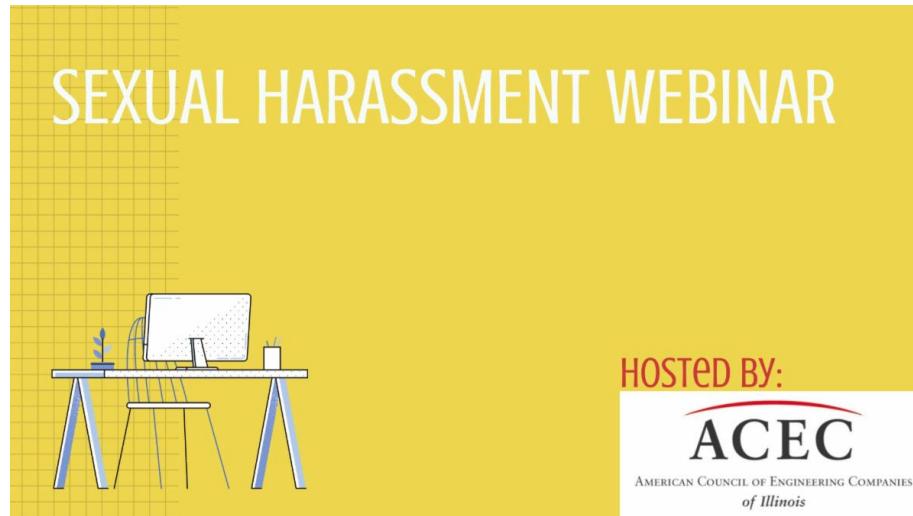 SEXUAL HARASSMENT WEBINAR
HOSTED BY:
ACEC
AMERICAN COUNCIL OF ENGINEERING COMPANIES
of Illinois